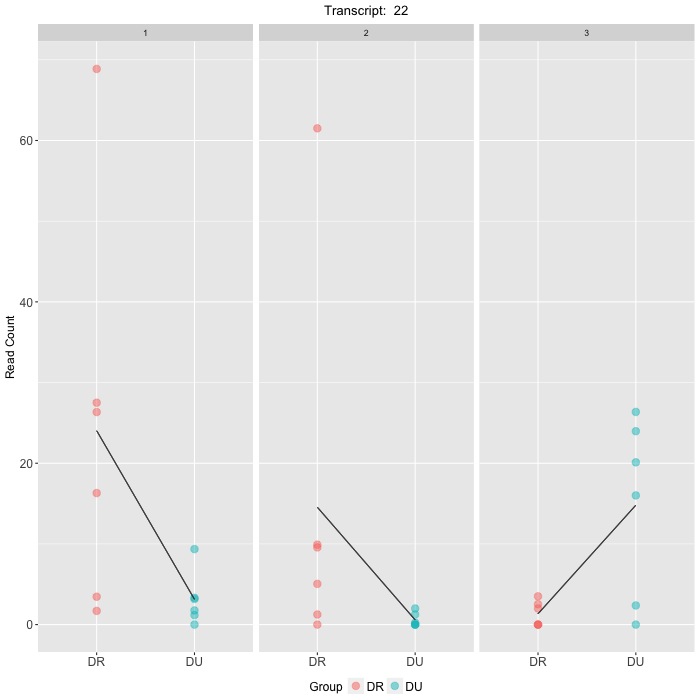 Transcript:  22
1
2
3
Read Count
60
40
20
0
DR
DU
DR
DU
DR
DU
Group DR DU